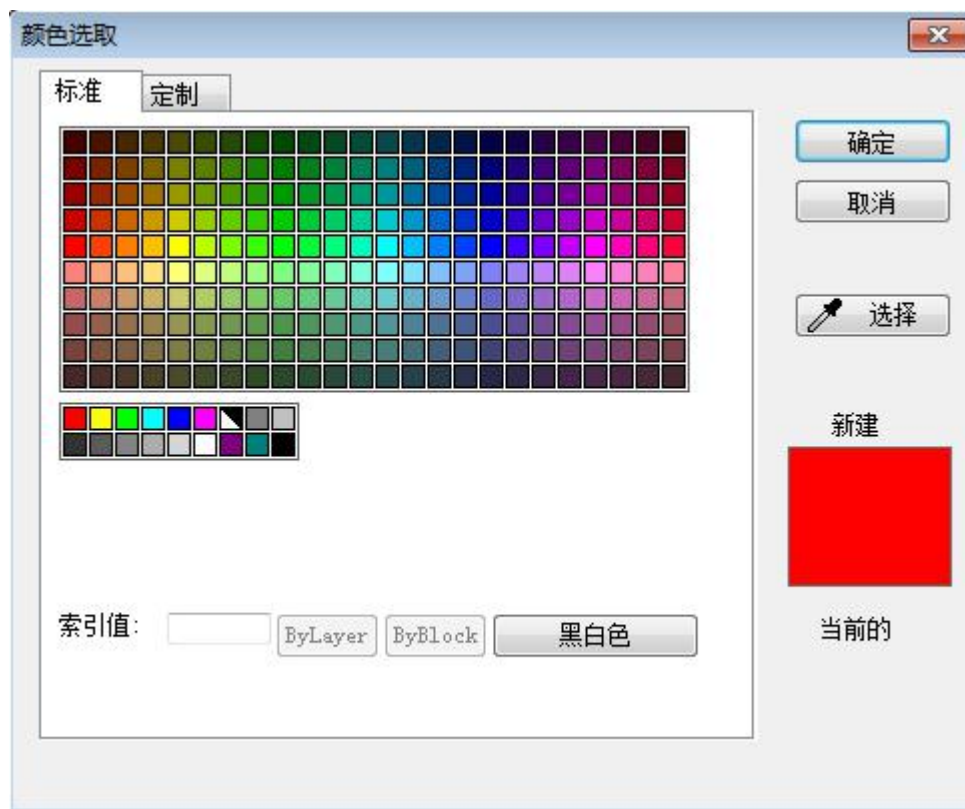 颜色选取
标准
定制
确定
取消
选择
新建
索引值:
ByLayer
ByBlock
黑白色
当前的